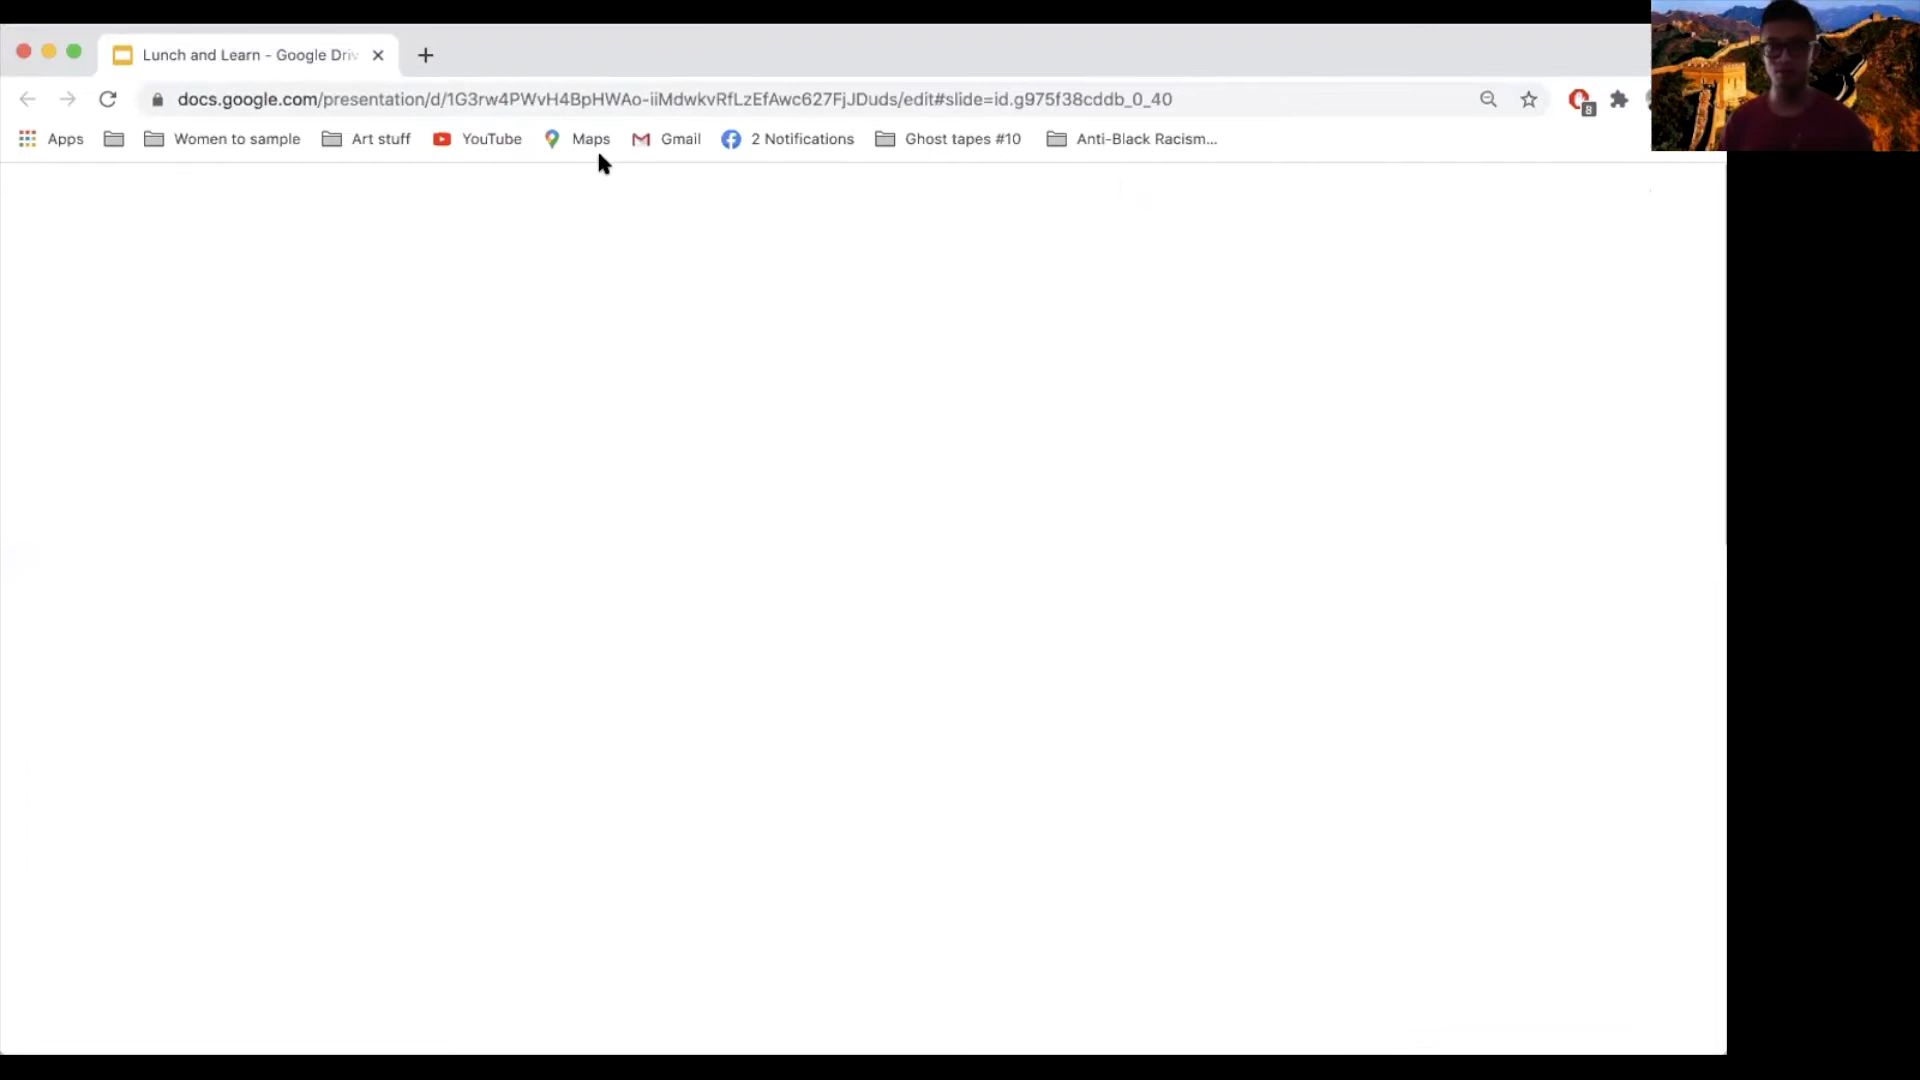 Lunch and Learn - Google Driv
docs.google.com/presentation/d/1G3rw4PWvH4BpHWAo-iiMdwkvRfLzEfAwc627FjJDuds/edit#slide=id.g975f38cddb_0_40
8
Apps Women to sample Art stuff YouTube Maps Gmail 2 Notifications Ghost tapes #10 Anti-Black Racism...